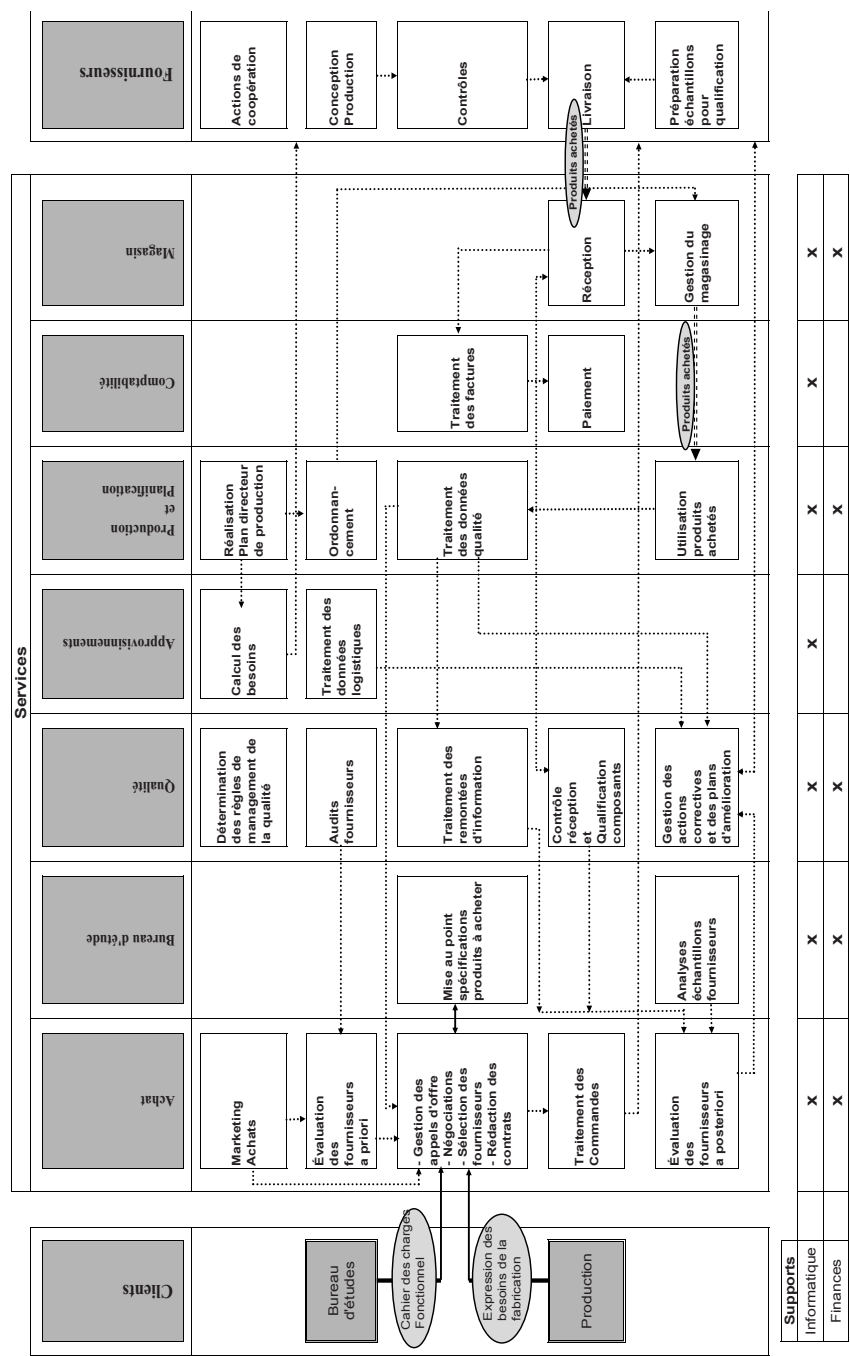 Services
Clients
Achat
Bureau d'étude
Qualité
Approvisinnements
Production
et
Planification
Comptabilité
Magasin
Fournisseurs
Marketing
Achats
Détermination
des règles de
management de
la qualité
Calcul des
besoins
Réalisation
Plan directeur
de production
Actions de
coopération
Bureau
d'études
Évaluation
des
fournisseurs
a priori
Audits
fournisseurs
Traitement des
données
logistiques
Ordonnan-
cement
Conception
Production
Cahier des charges
Fonctionnel
- Gestion des
appels d'offre
- Négociations
- Sélection des
fournisseurs
- Rédaction des
contrats
Mise au point
spécifications
produits à acheter
Traitement des
remontées
d'information
Traitement
des données
qualité
Traitement
des factures
Contrôles
Expression des
besoins de la
fabrication
Production
Traitement des
Commandes
Contrôle
réception
et
Qualification
composants
Paiement
Réception
Produits achetés
Livraison
Évaluation
des
fournisseurs
a posteriori
Analyses
échantillons
fournisseurs
Gestion des
actions
correctives
et des plans
d'amélioration
Utilisation
produits
achetés
Produits achetés
Gestion du
magasinage
Préparation
échantillons
pour
qualification
Supports
Informatique X X X X X X X
Finances X X X X X